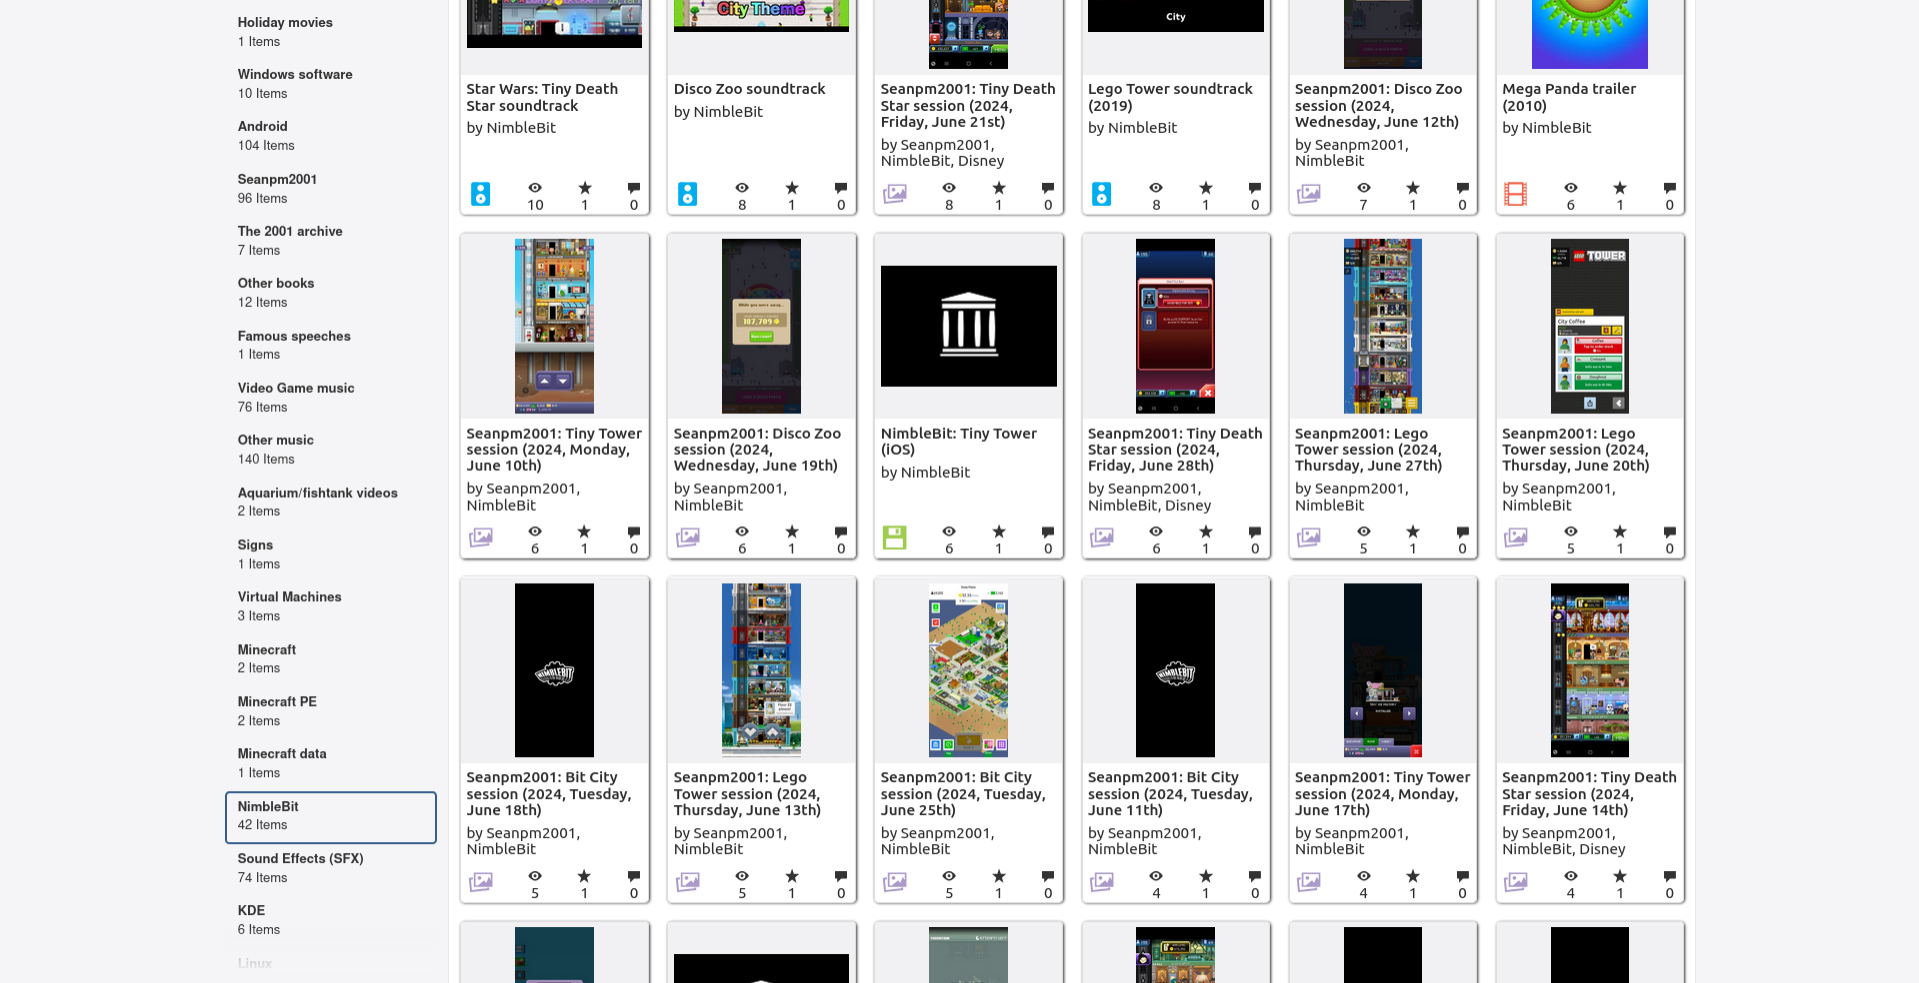 Holiday movies
1 Items
Windows software
10 Items
Android
104 Items
Seanpm2001
96 Items
The 2001 archive
7 Items
Other books
12 Items
Famous speeches
1 Items
Video Game music
76 Items
Other music
140 Items
Aquarium/fishtank videos
2 Items
Signs
1 Items
Virtual Machines
3 Items
Minecraft
2 Items
Minecraft PE
2 Items
Minecraft data
1 Items
NimbleBit
42 Items
Sound Effects (SFX)
74 Items
KDE
6 Items
Linux
Star Wars: Tiny Death
Star soundtrack
by NimbleBit
10 1 0
City Theme
Disco Zoo soundtrack
by NimbleBit
8 1 0
Seanpm2001: Tiny Death
Star session (2024,
Friday, June 21st)
by Seanpm2001,
NimbleBit, Disney
8 1 0
City
Lego Tower soundtrack
(2019)
by NimbleBit
8 1 0
Seanpm2001: Disco Zoo
session (2024,
Wednesday, June 12th)
by Seanpm2001,
NimbleBit
7 1 0
Mega Panda trailer
(2010)
by NimbleBit
6 1 0
Seanpm2001: Tiny Tower
session (2024, Monday,
June 10th)
by Seanpm2001,
NimbleBit
6 1 0
187,709
Seanpm2001: Disco Zoo
session (2024,
Wednesday, June 19th)
by Seanpm2001,
NimbleBit
6 1 0
NimbleBit: Tiny Tower
(iOS)
by NimbleBit
6 1 0
Seanpm2001: Tiny Death
Star session (2024,
Friday, June 28th)
by Seanpm2001,
NimbleBit, Disney
6 1 0
Seanpm2001: Lego
Tower session (2024,
Thursday, June 27th)
by Seanpm2001,
NimbleBit
5 1 0
LEGO TOWER
City Coffee
Coffee
Seanpm2001: Lego
Tower session (2024,
Thursday, June 20th)
by Seanpm2001,
NimbleBit
5 1 0
NIMBLEBIT
Seanpm2001: Bit City
session (2024, Tuesday,
June 18th)
by Seanpm2001,
NimbleBit
5 1 0
Seanpm2001: Lego
Tower session (2024,
Thursday, June 13th)
by Seanpm2001,
NimbleBit
5 1 0
Seanpm2001: Bit City
session (2024, Tuesday,
June 25th)
by Seanpm2001,
NimbleBit
5 1 0
NIMBLEBIT
Seanpm2001: Bit City
session (2024, Tuesday,
June 11th)
by Seanpm2001,
NimbleBit
4 1 0
Seanpm2001: Tiny Tower
session (2024, Monday,
June 17th)
by Seanpm2001,
NimbleBit
4 1 0
Seanpm2001: Tiny Death
Star session (2024,
Friday, June 14th)
by Seanpm2001,
NimbleBit, Disney
4 1 0